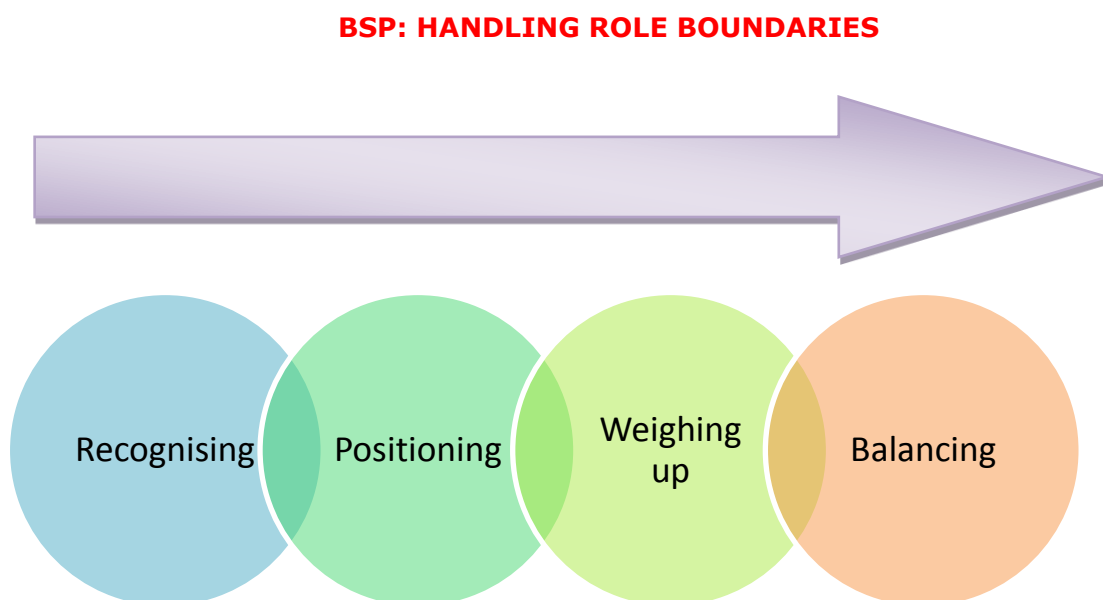 BSP: HANDLING ROLE BOUNDARIES
Recognising
Positioning
Weighing
up
Balancing